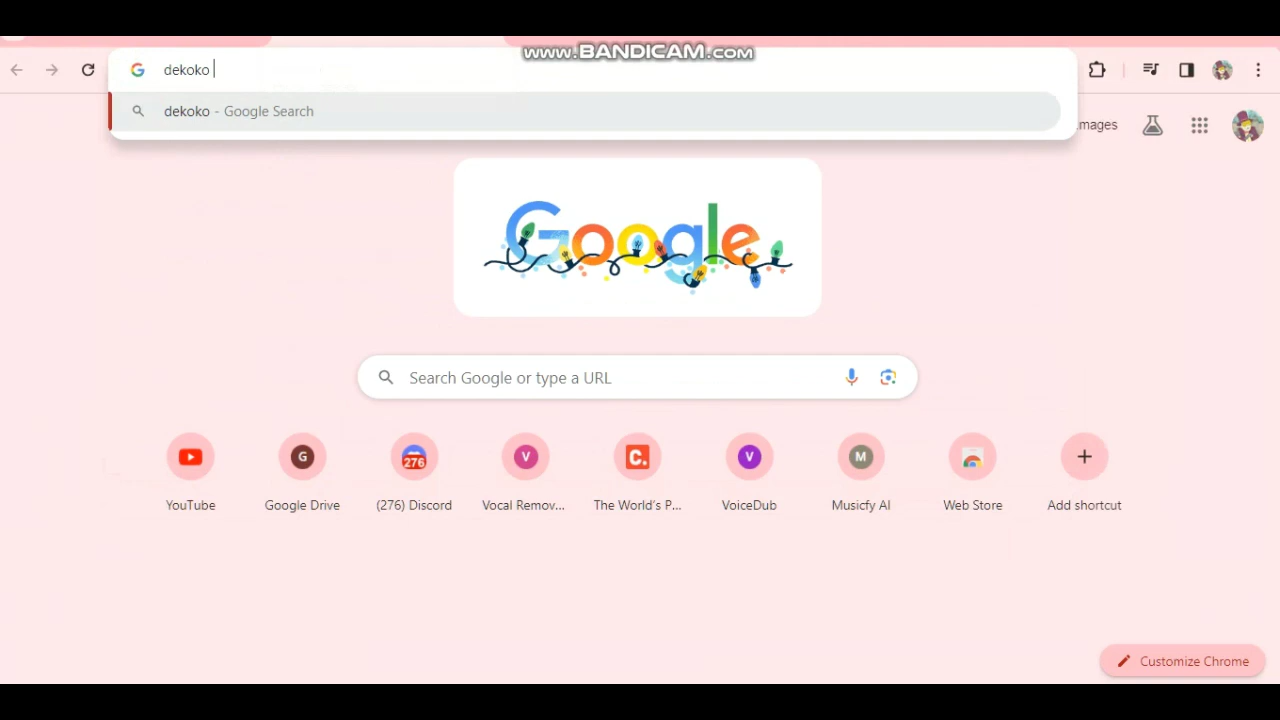 www.BANDICAM.com
dekoko
dekoko - Google Search
mages
Google
Search Google or type a URL
276
G
V
C.
V
M
YouTube
Google Drive
(276) Discord
Vocal Remov...
The World's P...
VoiceDub
Musicfy AI
Web Store
Add shortcut
Customize Chrome